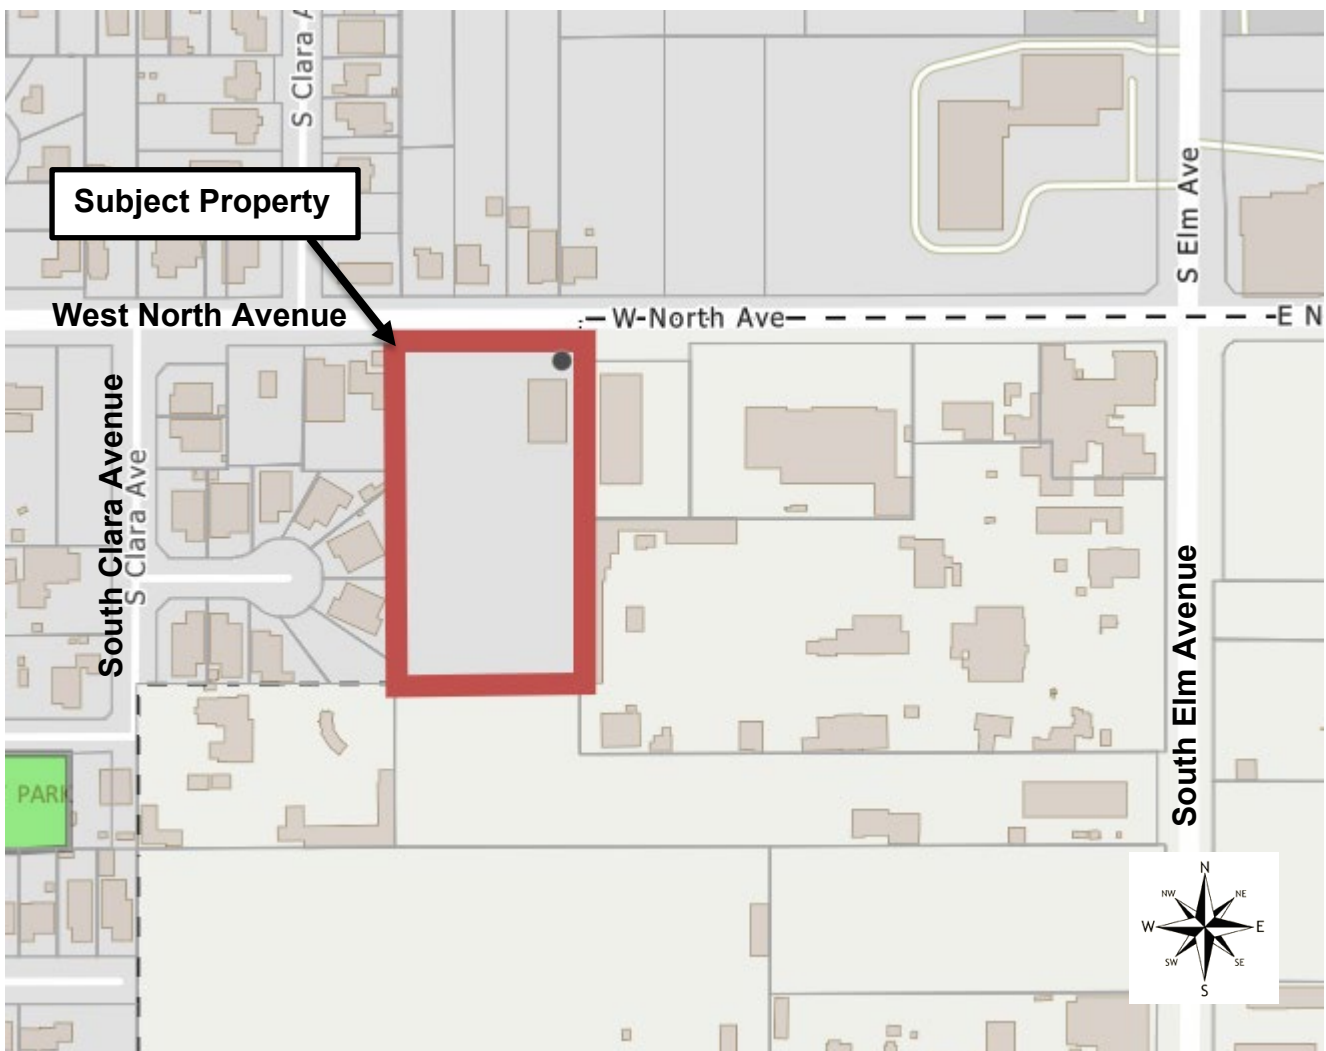 S Clara A
Subject Property
S Elm Ave
West North Avenue
W North Ave
E N
South Clara Avenue
S Clara Ave
South Elm Avenue
PARK
N
NW
NE
W
E
SW
SE
S